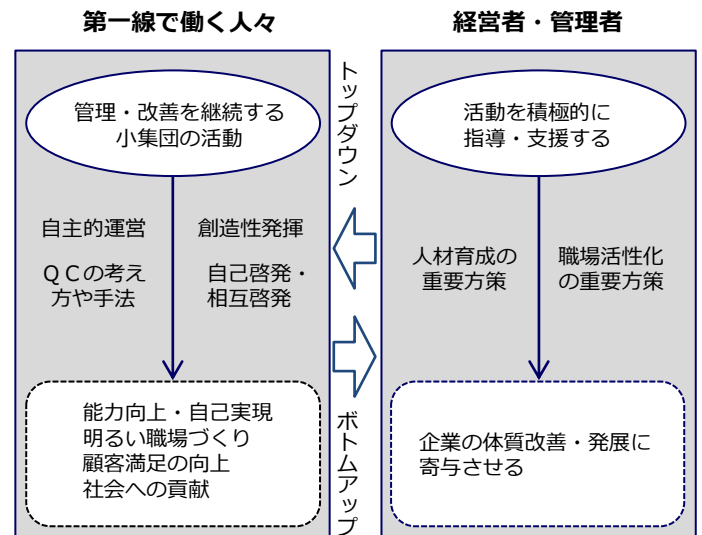 第一線で働く人々
経営者・管理者
管理・改善を継続する
小集団の活動
自主的運営
創造性発揮
ＱＣの考え
方や手法
自己啓発・
相互啓発
能力向上・自己実現
明るい職場づくり
顧客満足の向上
社会への貢献
トップダウン
ボトムアップ
活動を積極的に
指導・支援する
人材育成の
重要方策
職場活性化
の重要方策
企業の体質改善・発展に
寄与させる